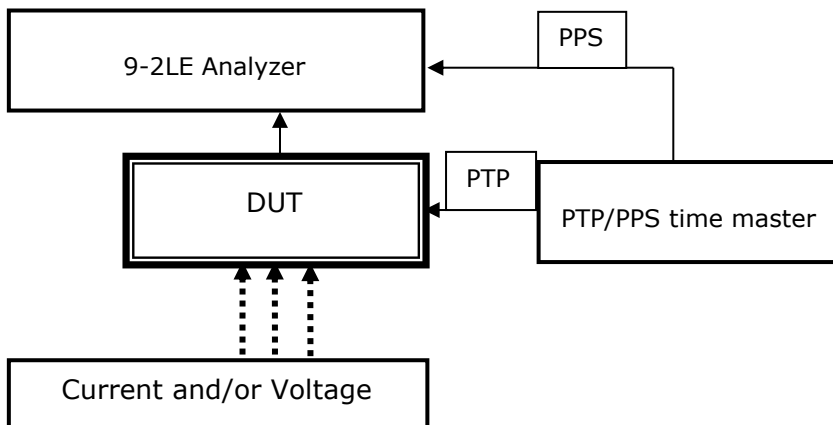 9-2LE Analyzer
PPS
DUT
PTP
PTP/PPS time master
Current and/or Voltage